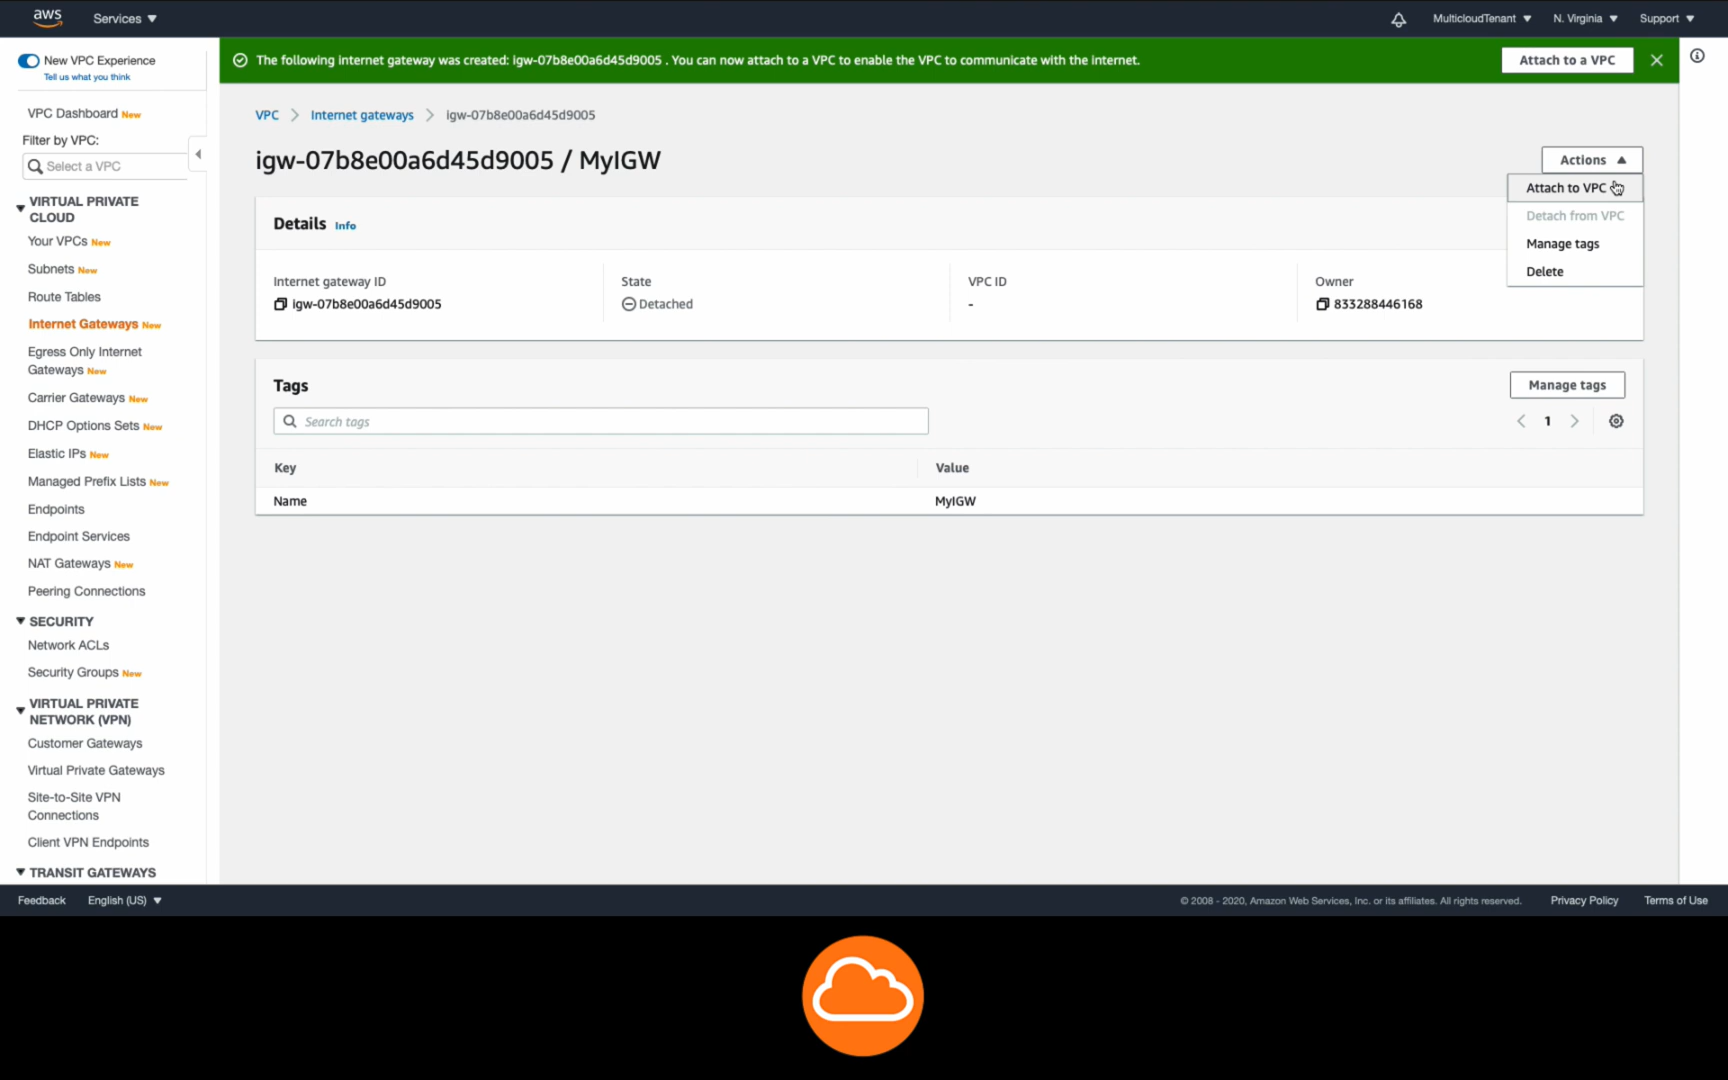 aws Services MulticloudTenant N. Virginia Support
New VPC Experience
Tell us what you think
The following internet gateway was created: igw-07b8e00a6d45d9005 . You can now attach to a VPC to enable the VPC to communicate with the internet. Attach to a VPC
VPC Dashboard New
Filter by VPC:
Select a VPC
VIRTUAL PRIVATE
CLOUD
Your VPCs New
Subnets New
Route Tables
Internet Gateways New
Egress Only Internet
Gateways New
Carrier Gateways New
DHCP Options Sets New
Elastic IPs New
Managed Prefix Lists New
Endpoints
Endpoint Services
NAT Gateways New
Peering Connections
SECURITY
Network ACLs
Security Groups New
VIRTUAL PRIVATE
NETWORK (VPN)
Customer Gateways
Virtual Private Gateways
Site-to-Site VPN
Connections
Client VPN Endpoints
TRANSIT GATEWAYS
VPC Internet gateways igw-07b8e00a6d45d9005
igw-07b8e00a6d45d9005 / MyIGW
Actions
Attach to VPC
Detach from VPC
Manage tags
Delete
Details Info
Internet gateway ID
igw-07b8e00a6d45d9005
State
Detached
VPC ID
-
Owner
833288446168
Tags
Manage tags
Search tags
1
Key Value
Name MyIGW
Feedback English (US) © 2008 - 2020, Amazon Web Services, Inc. or its affiliates. All rights reserved. Privacy Policy Terms of Use